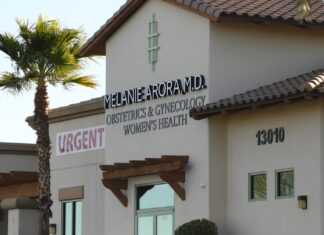 MELANIE ARORA M.D.
OBSTETRICS & GYNECOLOGY
WOMEN'S HEALTH
URGENT
13010